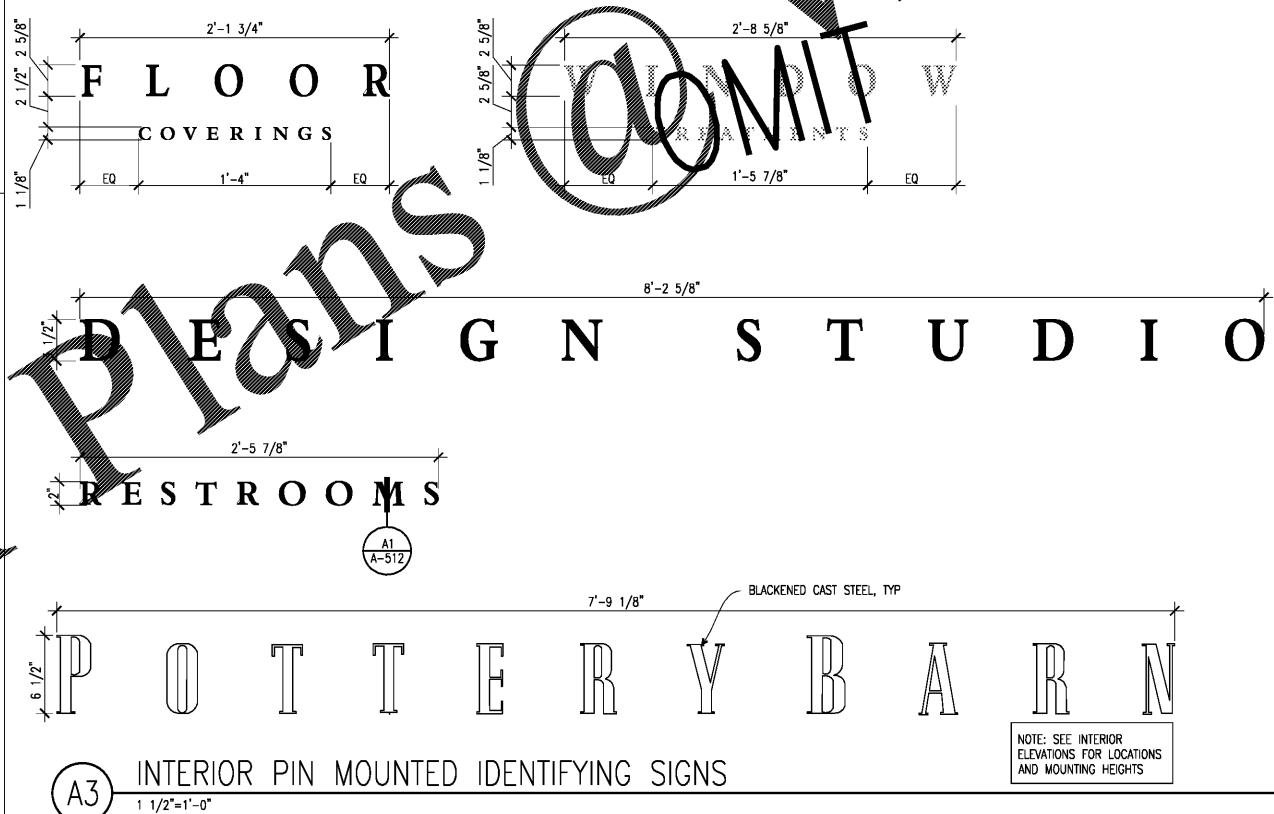 2'-1 3/4"
2'-8 5/8"
2 5/8"
2 1/2"
1 1/8"
F L O O R
COVERINGS
EQ 1'-4" EQ
2 5/8"
2 5/8"
1 1/8"
W I N D O W
REATMENTS
EQ 1'-5 7/8" EQ
OMIT
Plans @
8'-2 5/8"
1/2"
D E S I G N S T U D I O
2'-5 7/8"
2"
R E S T R O O M S
A1
A-512
BLACKENED CAST STEEL, TYP
7'-9 1/8"
6 1/2"
P O T T E R Y B A R N
NOTE: SEE INTERIOR
ELEVATIONS FOR LOCATIONS
AND MOUNTING HEIGHTS
A3 INTERIOR PIN MOUNTED IDENTIFYING SIGNS
1 1/2"=1'-0"